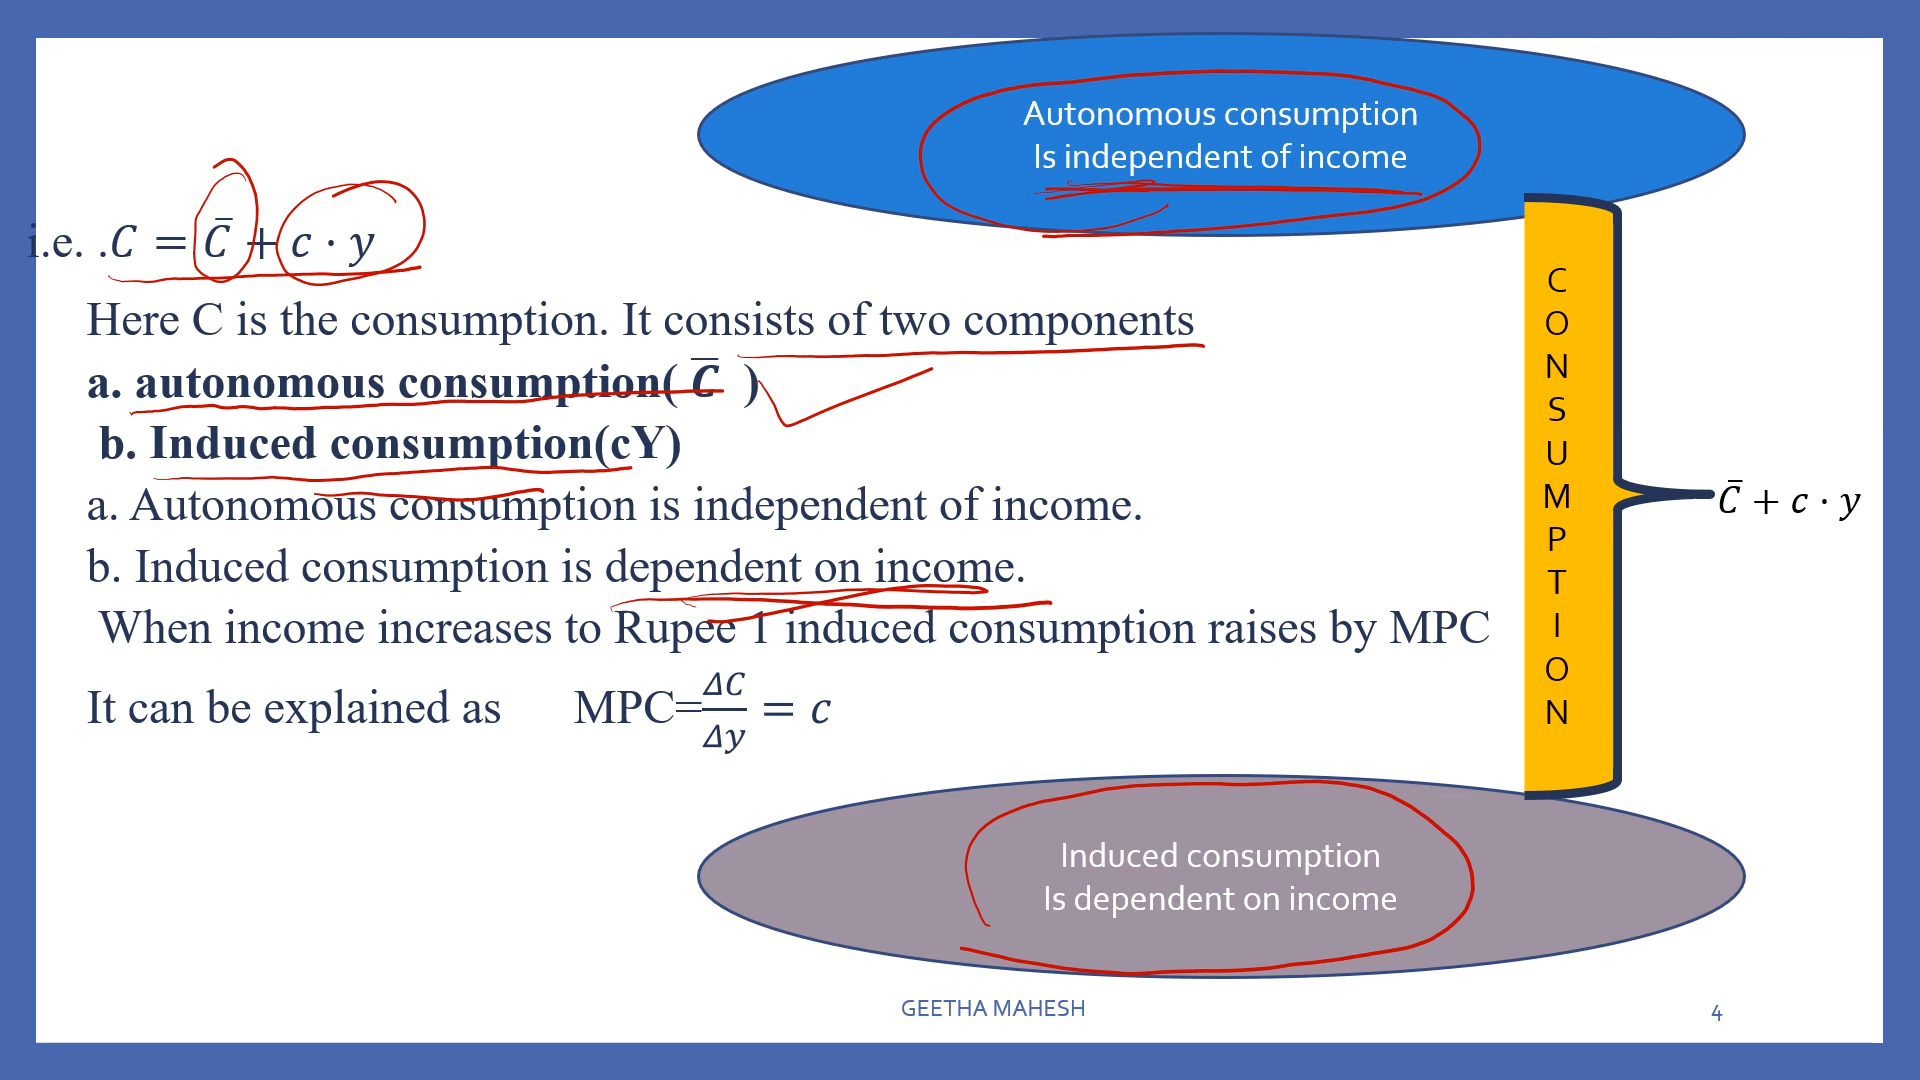 Autonomous consumption
Is independent of income
i.e. .C = C̄ + c · y
Here C is the consumption. It consists of two components
a. autonomous consumption( C̄ )
b. Induced consumption(cY)
a. Autonomous consumption is independent of income.
b. Induced consumption is dependent on income.
When income increases to Rupee 1 induced consumption raises by MPC
It can be explained as MPC=ΔC/Δy = c
CONSUMPTION
C̄ + c · y
Induced consumption
Is dependent on income
GEETHA MAHESH
4